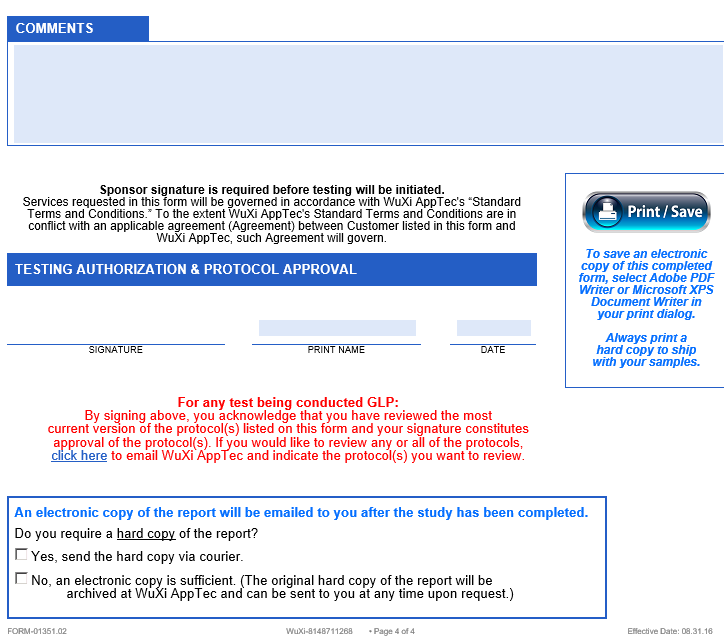 COMMENTS
Sponsor signature is required before testing will be initiated.
Services requested in this form will be governed in accordance with WuXi AppTec's “Standard
Terms and Conditions.” To the extent WuXi AppTec's Standard Terms and Conditions are in
conflict with an applicable agreement (Agreement) between Customer listed in this form and
WuXi AppTec, such Agreement will govern.
Print / Save
To save an electronic
copy of this completed
form, select Adobe PDF
Writer or Microsoft XPS
Document Writer in
your print dialog.
Always print a
hard copy to ship
with your samples.
TESTING AUTHORIZATION & PROTOCOL APPROVAL
SIGNATURE
PRINT NAME
DATE
For any test being conducted GLP:
By signing above, you acknowledge that you have reviewed the most
current version of the protocol(s) listed on this form and your signature constitutes
approval of the protocol(s). If you would like to review any or all of the protocols,
click here to email WuXi AppTec and indicate the protocol(s) you want to review.
An electronic copy of the report will be emailed to you after the study has been completed.
Do you require a hard copy of the report?
Yes, send the hard copy via courier.
No, an electronic copy is sufficient. (The original hard copy of the report will be
archived at WuXi AppTec and can be sent to you at any time upon request.)
FORM-01351.02
WuXi-8148711268 • Page 4 of 4
Effective Date: 08.31.16